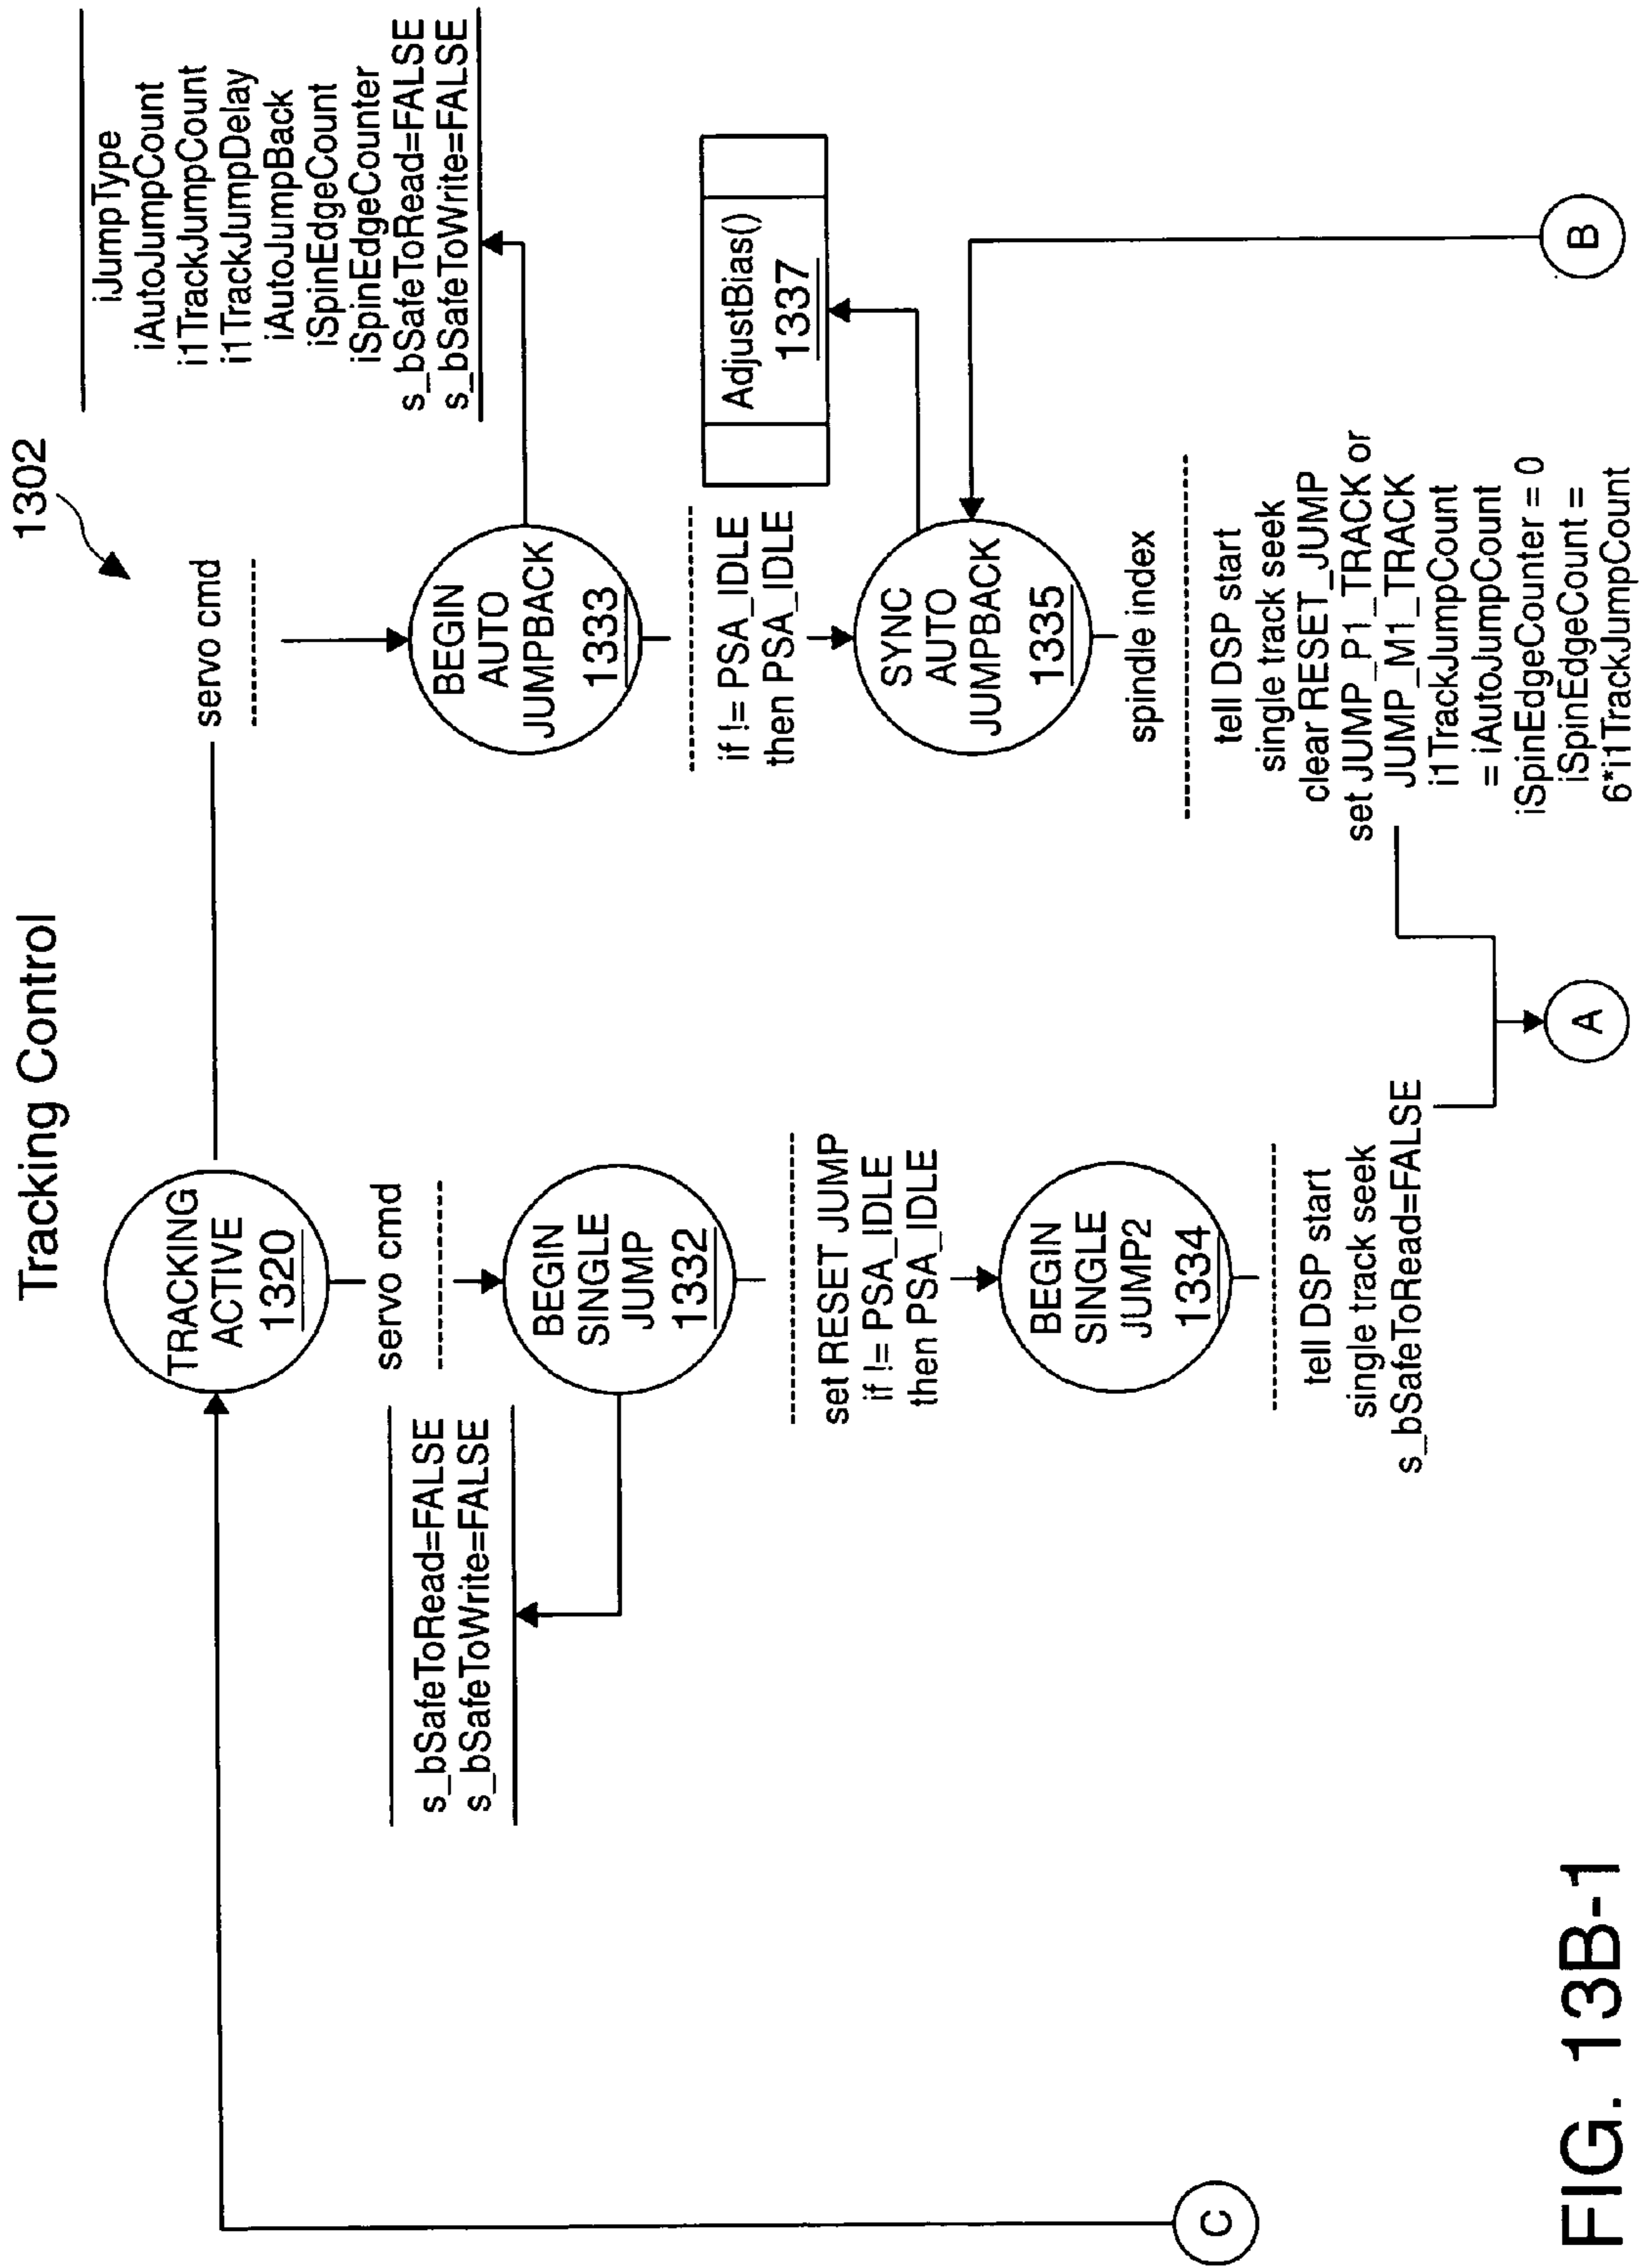 Tracking Control
1302
TRACKING
ACTIVE
1320
servo cmd
servo cmd
iJumpType
iAutoJumpCount
i1TrackJumpCount
i1TrackJumpDelay
iAutoJumpBack
iSpinEdgeCount
iSpinEdgeCounter
s_bSafeToRead=FALSE
s_bSafeToWrite=FALSE
s_bSafeToRead=FALSE
s_bSafeToWrite=FALSE
BEGIN
SINGLE
JUMP
1332
BEGIN
AUTO
JUMPBACK
1333
set RESET JUMP
if != PSA_IDLE
then PSA_IDLE
if != PSA_IDLE
then PSA_IDLE
AdjustBias()
1337
BEGIN
SINGLE
JUMP2
1334
SYNC
AUTO
JUMPBACK
1335
spindle index
tell DSP start
single track seek
s_bSafeToRead=FALSE
tell DSP start
single track seek
clear RESET_JUMP
set JUMP_P1_TRACK or
JUMP_M1_TRACK
i1TrackJumpCount
= iAutoJumpCount
iSpinEdgeCounter = 0
iSpinEdgeCount =
6*i1TrackJumpCount
C
A
B
FIG. 13B-1